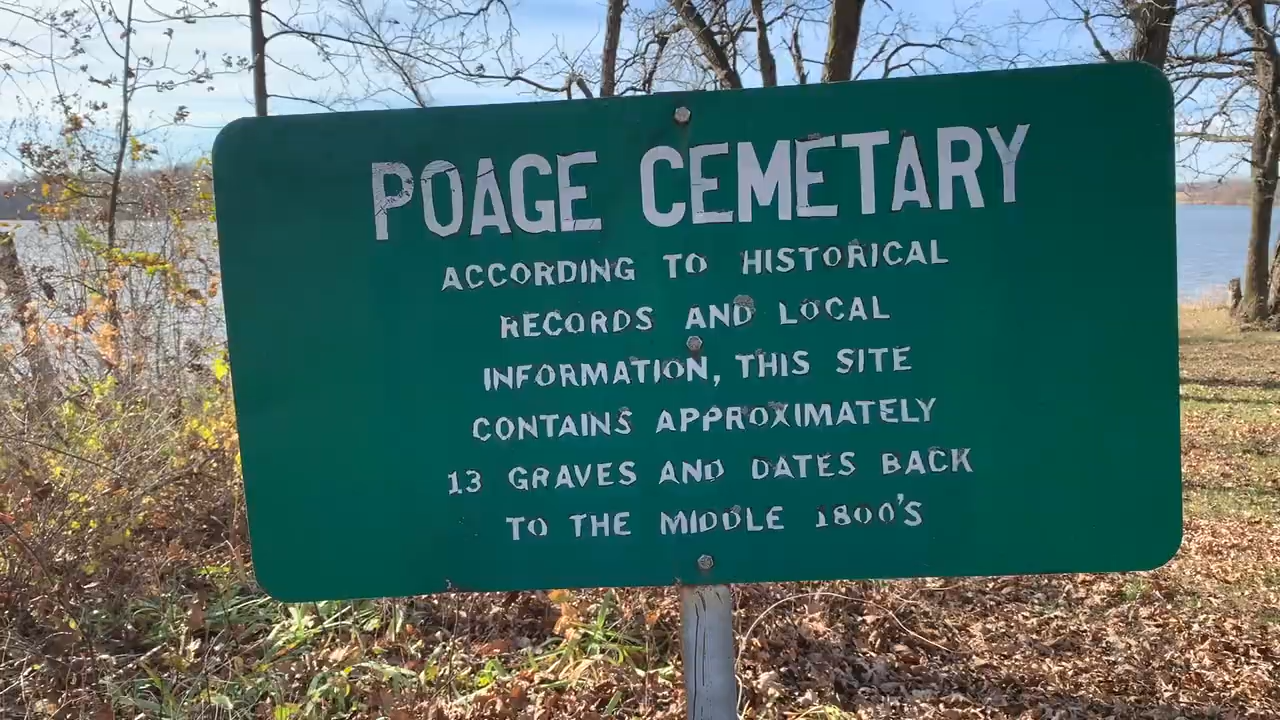 POAGE CEMETARY
ACCORDING TO HISTORICAL
RECORDS AND LOCAL
INFORMATION, THIS SITE
CONTAINS APPROXIMATELY
13 GRAVES AND DATES BACK
TO THE MIDDLE 1800'S